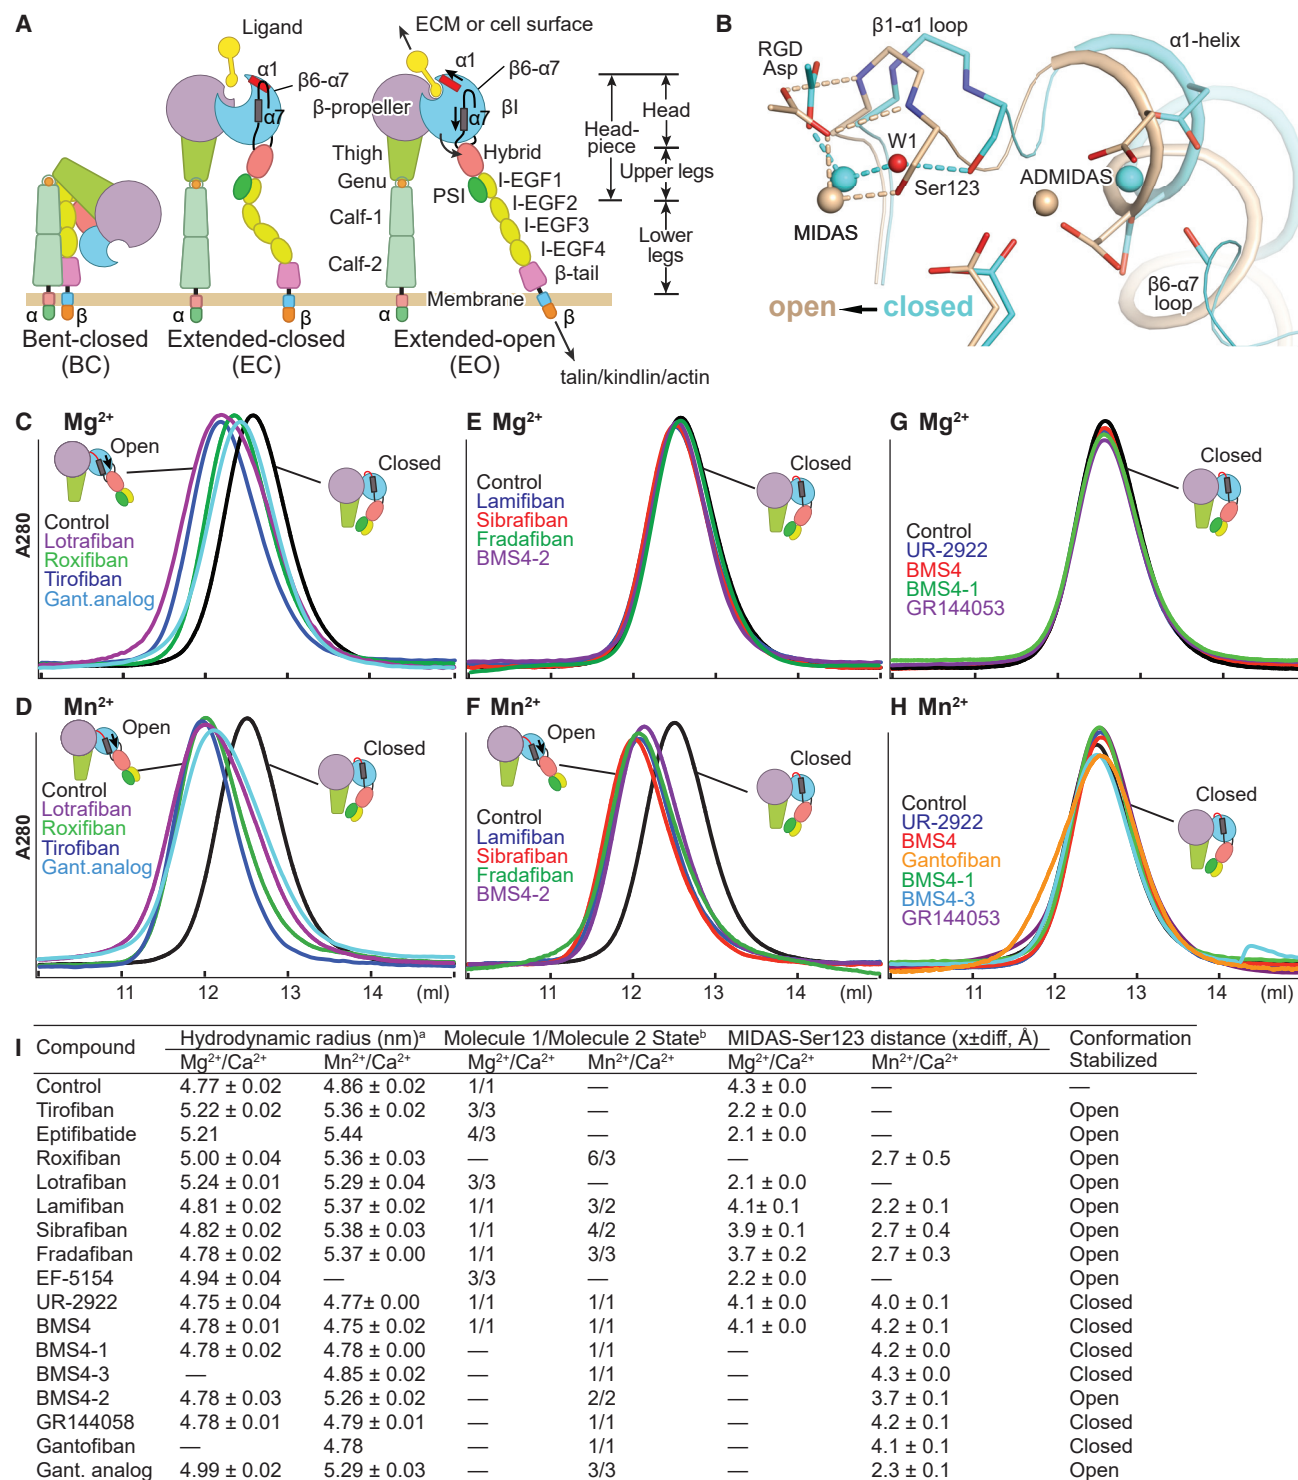 A
Ligand
ECM or cell surface
α1
β6-α7
α1
β6-α7
β-propeller
α7
α7
βI
Head
Head-
piece
Thigh
Hybrid
Upper legs
Genu
PSI
I-EGF1
I-EGF2
Calf-1
I-EGF3
Lower
legs
I-EGF4
Calf-2
β-tail
Membrane
α
β
α
α
β
Bent-closed
(BC)
Extended-closed
(EC)
Extended-open
(EO)
talin/kindlin/actin
B
β1-α1 loop
α1-helix
RGD
Asp
W1
Ser123
ADMIDAS
MIDAS
β6-α7
loop
open
closed
C Mg²⁺
Open
Closed
Control
Lotrafiban
Roxifiban
Tirofiban
Gant.analog
A280
11 12 13 14
D Mn²⁺
Open
Closed
Control
Lotrafiban
Roxifiban
Tirofiban
Gant.analog
A280
11 12 13 14 (ml)
E Mg²⁺
Closed
Control
Lamifiban
Sibrafiban
Fradafiban
BMS4-2
11 12 13 14
F Mn²⁺
Open
Closed
Control
Lamifiban
Sibrafiban
Fradafiban
BMS4-2
11 12 13 14 (ml)
G Mg²⁺
Closed
Control
UR-2922
BMS4
BMS4-1
GR144053
11 12 13 14
H Mn²⁺
Closed
Control
UR-2922
BMS4
Gantofiban
BMS4-1
BMS4-3
GR144053
11 12 13 14 (ml)
I Compound Hydrodynamic radius (nm)ᵃ Molecule 1/Molecule 2 Stateᵇ MIDAS-Ser123 distance (x±diff, Å) Conformation Stabilized
Mg²⁺/Ca²⁺ Mn²⁺/Ca²⁺ Mg²⁺/Ca²⁺ Mn²⁺/Ca²⁺ Mg²⁺/Ca²⁺ Mn²⁺/Ca²⁺
Control 4.77 ± 0.02 4.86 ± 0.02 1/1 — 4.3 ± 0.0 — —
Tirofiban 5.22 ± 0.02 5.36 ± 0.02 3/3 — 2.2 ± 0.0 — Open
Eptifibatide 5.21 5.44 4/3 — 2.1 ± 0.0 — Open
Roxifiban 5.00 ± 0.04 5.36 ± 0.03 — 6/3 — 2.7 ± 0.5 Open
Lotrafiban 5.24 ± 0.01 5.29 ± 0.04 3/3 — 2.1 ± 0.0 — Open
Lamifiban 4.81 ± 0.02 5.37 ± 0.02 1/1 3/2 4.1± 0.1 2.2 ± 0.1 Open
Sibrafiban 4.82 ± 0.02 5.38 ± 0.03 1/1 4/2 3.9 ± 0.1 2.7 ± 0.4 Open
Fradafiban 4.78 ± 0.02 5.37 ± 0.00 1/1 3/3 3.7 ± 0.2 2.7 ± 0.3 Open
EF-5154 4.94 ± 0.04 — 3/3 — 2.2 ± 0.0 — Open
UR-2922 4.75 ± 0.04 4.77± 0.00 1/1 1/1 4.1 ± 0.0 4.0 ± 0.1 Closed
BMS4 4.78 ± 0.01 4.75 ± 0.02 1/1 1/1 4.1 ± 0.0 4.2 ± 0.1 Closed
BMS4-1 4.78 ± 0.02 4.78 ± 0.00 — 1/1 — 4.2 ± 0.0 Closed
BMS4-3 — 4.85 ± 0.02 — 1/1 — 4.3 ± 0.0 Closed
BMS4-2 4.78 ± 0.03 5.26 ± 0.02 — 2/2 — 3.7 ± 0.1 Open
GR144058 4.78 ± 0.01 4.79 ± 0.01 — 1/1 — 4.2 ± 0.1 Closed
Gantofiban — 4.78 — 1/1 — 4.1 ± 0.1 Closed
Gant. analog 4.99 ± 0.02 5.29 ± 0.03 — 3/3 — 2.3 ± 0.1 Open